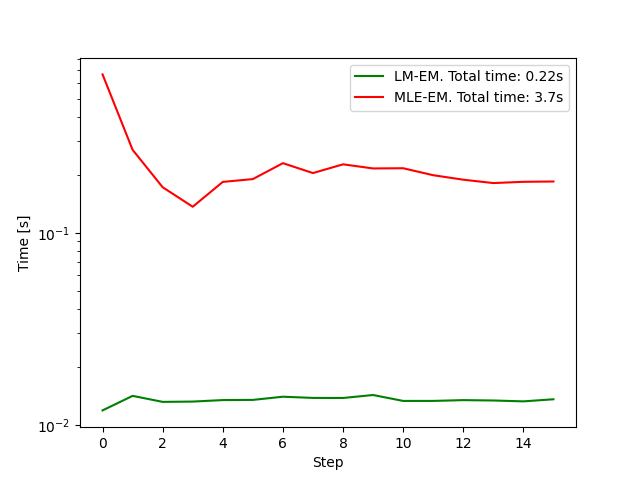 LM-EM. Total time: 0.22s
MLE-EM. Total time: 3.7s
Time [s]
10⁻¹
10⁻²
0 2 4 6 8 10 12 14
Step